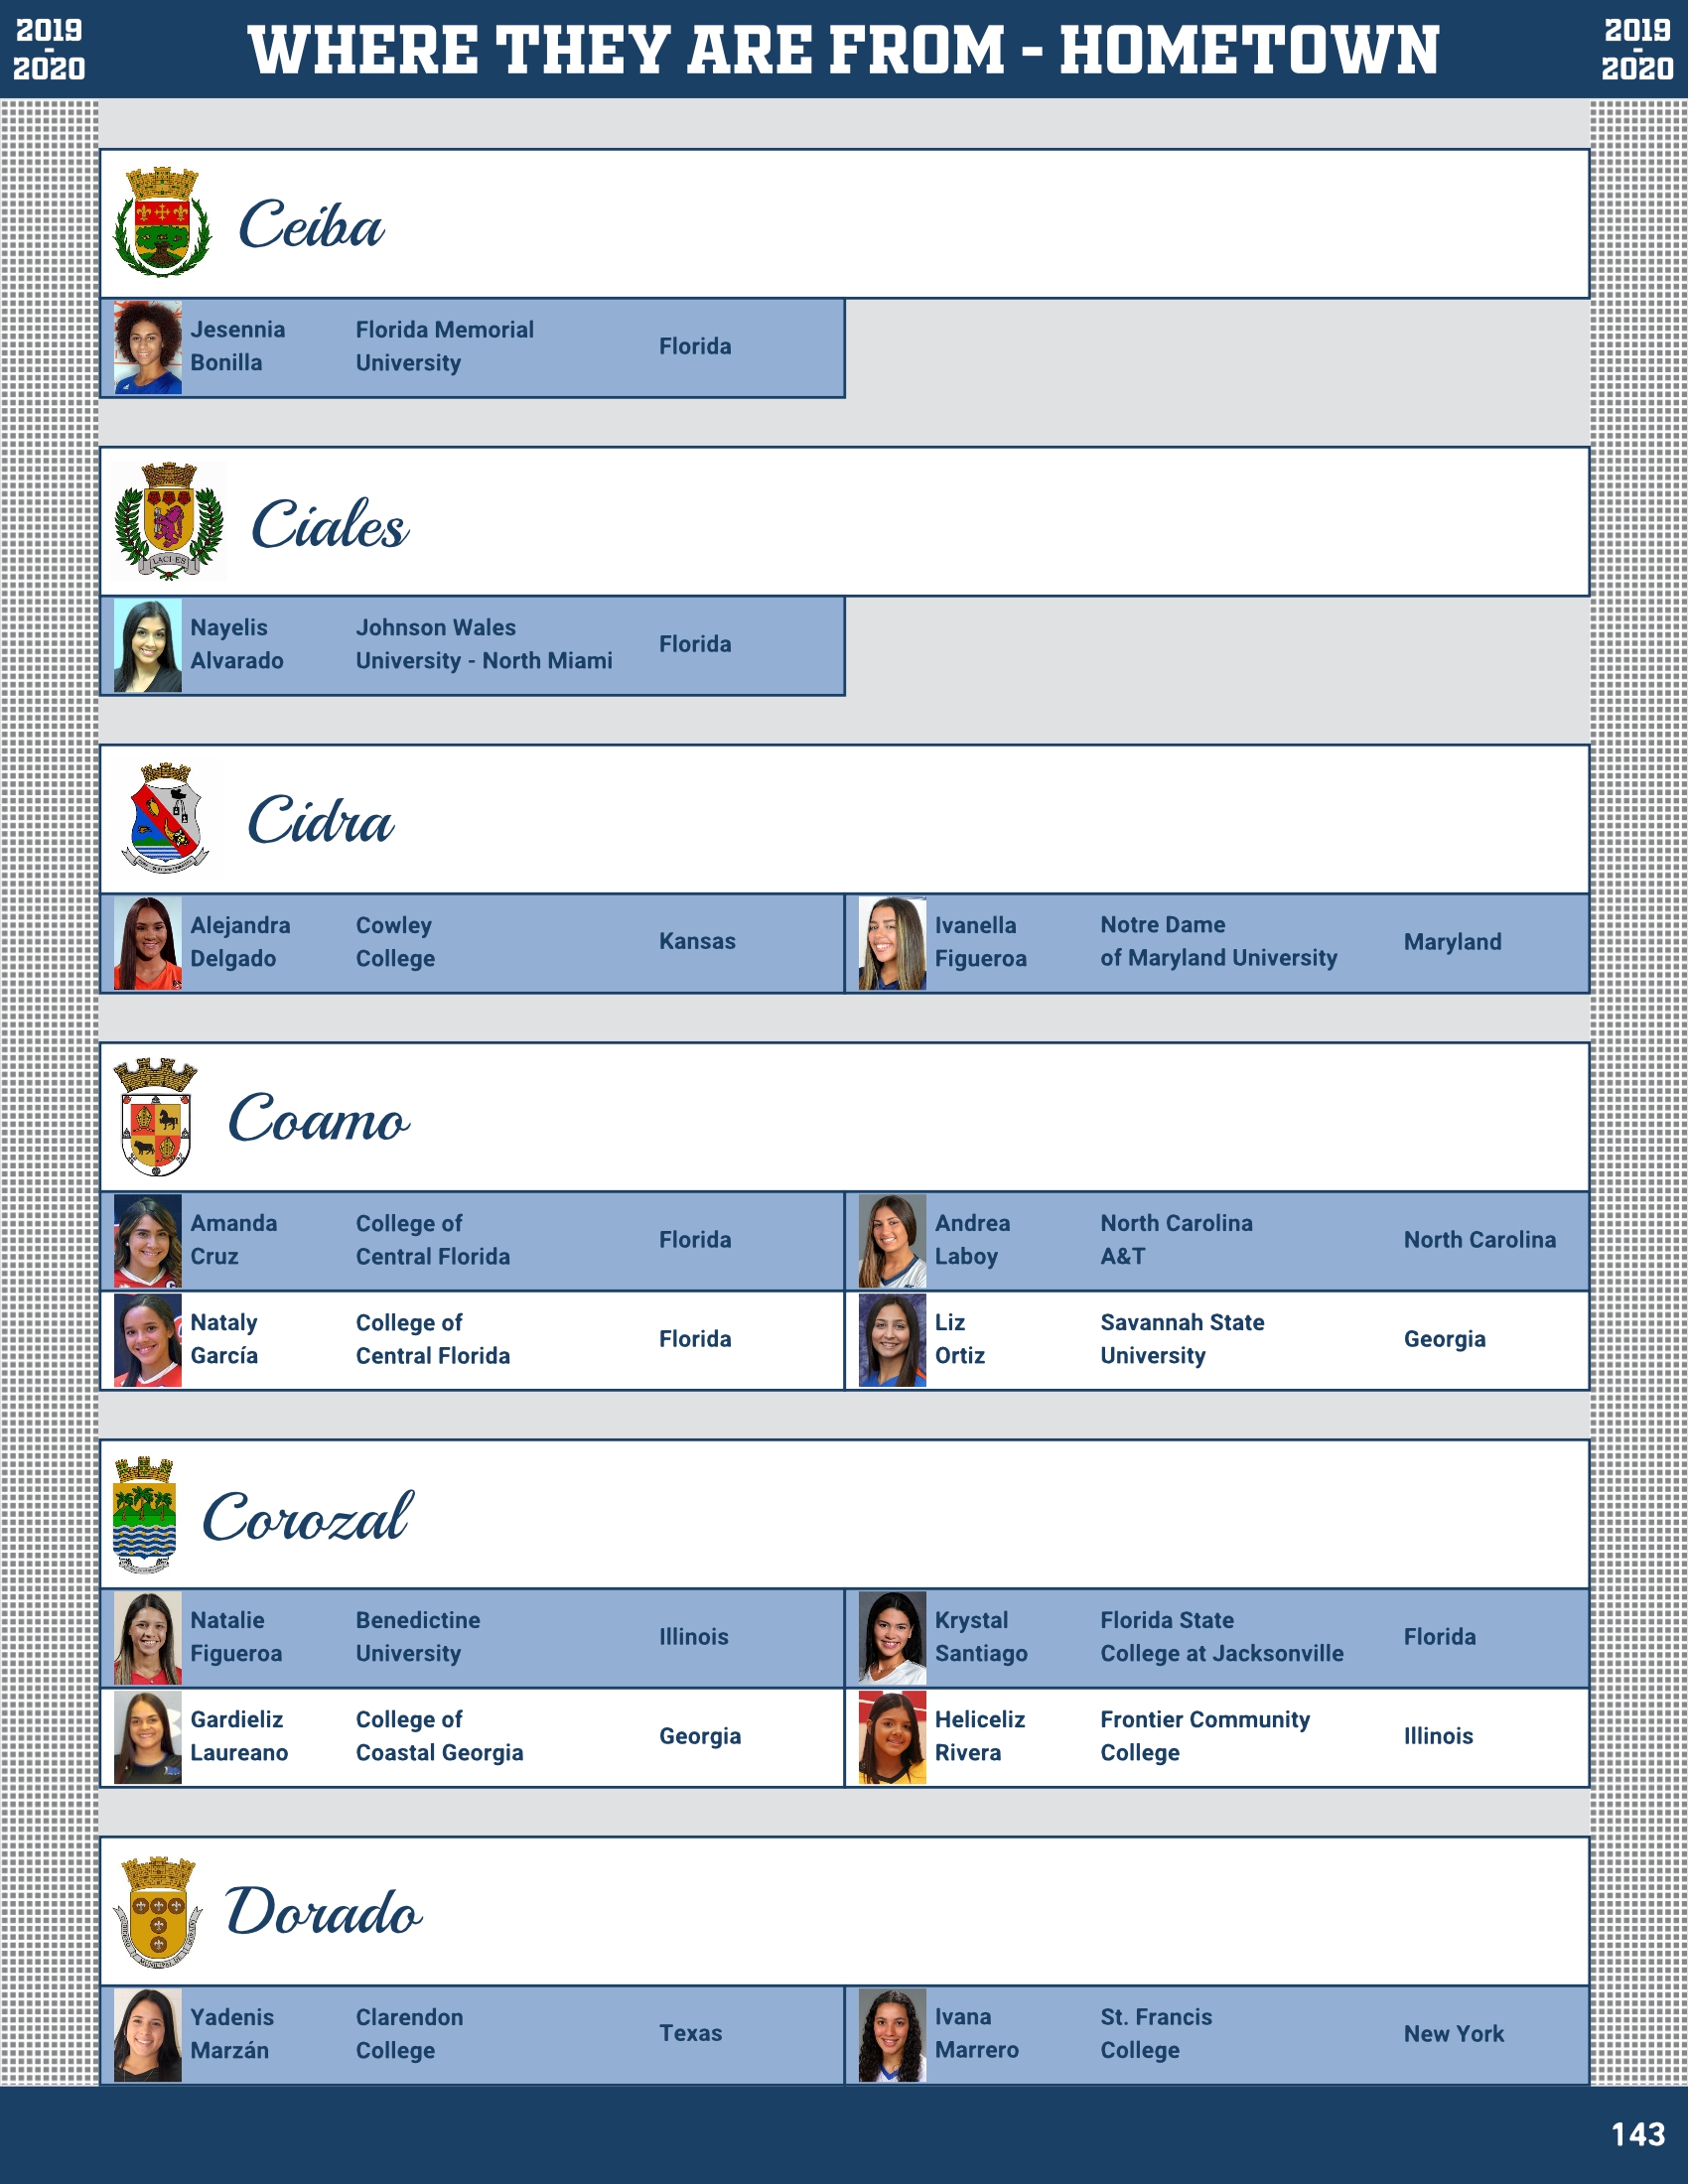 2019
-
2020
WHERE THEY ARE FROM - HOMETOWN
2019
-
2020
Ceiba
Jesennia
Bonilla
Florida Memorial
University
Florida
Ciales
Nayelis
Alvarado
Johnson Wales
University - North Miami
Florida
Cidra
Alejandra
Delgado
Cowley
College
Kansas
Ivanella
Figueroa
Notre Dame
of Maryland University
Maryland
Coamo
Amanda
Cruz
College of
Central Florida
Florida
Andrea
Laboy
North Carolina
A&T
North Carolina
Nataly
García
College of
Central Florida
Florida
Liz
Ortiz
Savannah State
University
Georgia
Corozal
Natalie
Figueroa
Benedictine
University
Illinois
Krystal
Santiago
Florida State
College at Jacksonville
Florida
Gardieliz
Laureano
College of
Coastal Georgia
Georgia
Heliceliz
Rivera
Frontier Community
College
Illinois
Dorado
Yadenis
Marzán
Clarendon
College
Texas
Ivana
Marrero
St. Francis
College
New York
143